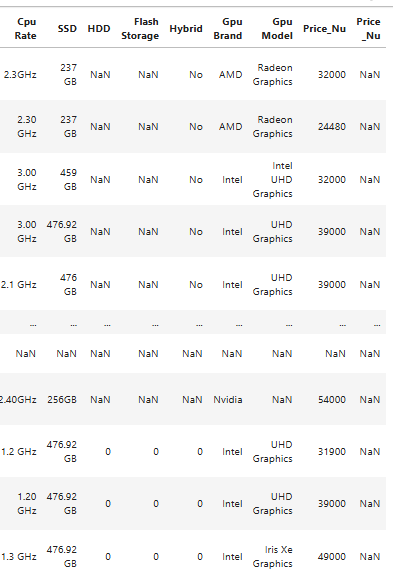 Cpu Rate SSD HDD Flash Storage Hybrid Gpu Brand Gpu Model Price_Nu Price _Nu
2.3GHz 237 GB NaN NaN No AMD Radeon Graphics 32000 NaN
2.30 GHz 237 GB NaN NaN No AMD Radeon Graphics 24480 NaN
3.00 GHz 459 GB NaN NaN No Intel Intel UHD Graphics 32000 NaN
3.00 GHz 476.92 GB NaN NaN No Intel UHD Graphics 39000 NaN
2.1 GHz 476 GB NaN NaN No Intel UHD Graphics 39000 NaN
... ... ... ... ... ... ... ... ...
NaN NaN NaN NaN NaN NaN NaN NaN NaN
2.40GHz 256GB NaN NaN NaN Nvidia NaN 54000 NaN
1.2 GHz 476.92 GB 0 0 0 Intel UHD Graphics 31900 NaN
1.20 GHz 476.92 GB 0 0 0 Intel UHD Graphics 39000 NaN
1.3 GHz 476.92 GB 0 0 0 Intel Iris Xe Graphics 49000 NaN